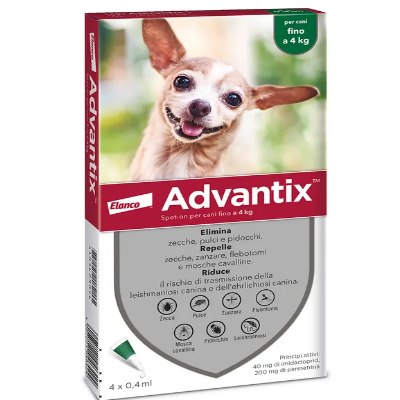 per cani
fino
a 4 kg
Advantix
Elanco
Advantix™
Spot-on per cani fino a 4 kg
Elimina
zecche, pulci e pidocchi.
Repelle
zecche, zanzare, flebotomi
e mosche cavalline.
Riduce
il rischio di trasmissione della
leishmaniosi canina e dell'ehrlichiosi canina.
Zecca
Pulce
Zanzara
Flebotomo
Mosca
cavallina
Pidocchio
Leishmaniosi
Principi attivi:
40 mg di imidacloprid,
200 mg di permetrina
4 x 0,4ml